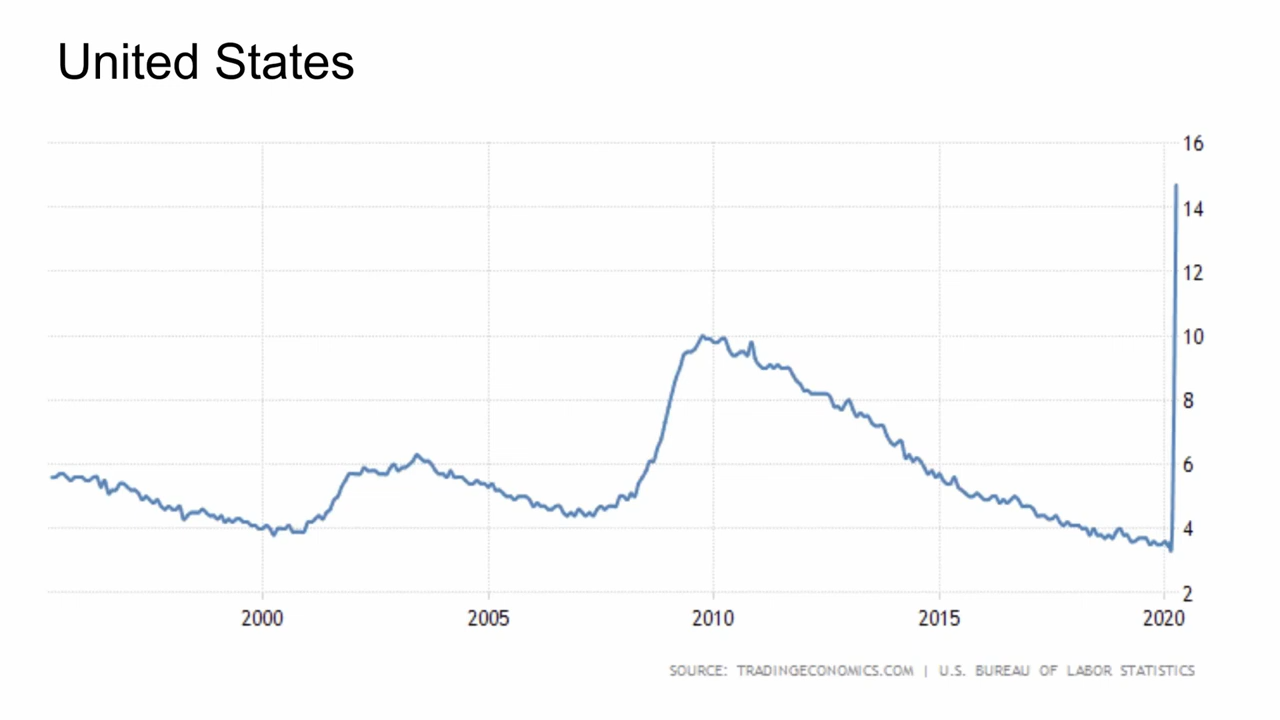 United States
16
14
12
10
8
6
4
2
2000 2005 2010 2015 2020
SOURCE: TRADINGECONOMICS.COM | U.S. BUREAU OF LABOR STATISTICS